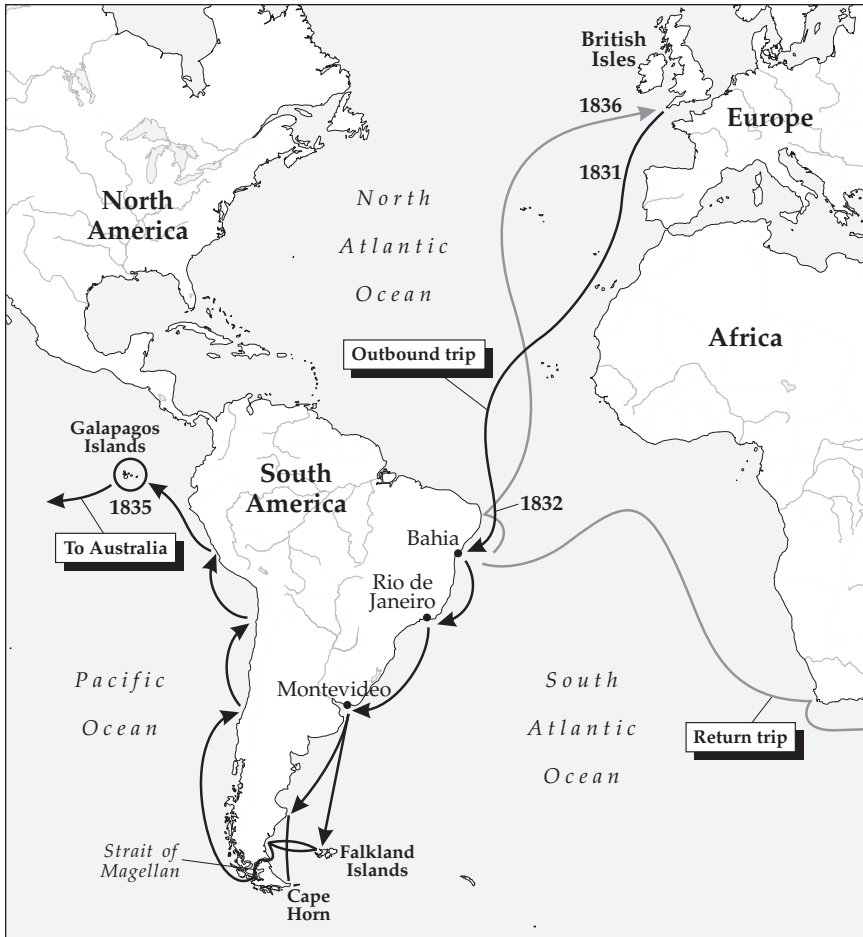 British
Isles
1836
Europe
1831
North
America
North
Atlantic
Ocean
Africa
Outbound trip
Galapagos
Islands
South
America
1835
1832
To Australia
Bahia
Rio de
Janeiro
Pacific
Ocean
Montevideo
South
Atlantic
Ocean
Return trip
Strait of
Magellan
Falkland
Islands
Cape
Horn